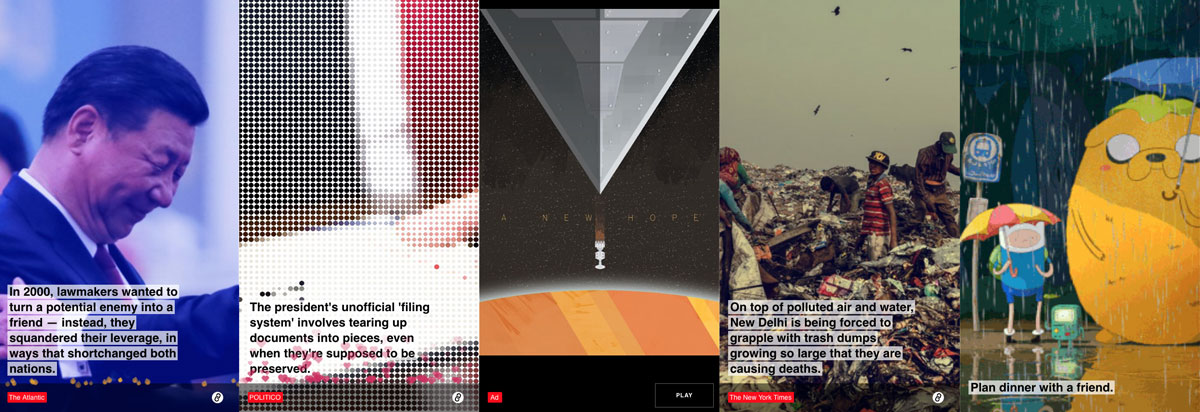 In 2000, lawmakers wanted to
turn a potential enemy into a
friend — instead, they
squandered their leverage, in
ways that shortchanged both
nations.
The Atlantic
The president's unofficial 'filing
system' involves tearing up
documents into pieces, even
when they're supposed to be
preserved.
POLITICO
A NEW HOPE
Ad
PLAY
On top of polluted air and water,
New Delhi is being forced to
grapple with trash dumps
growing so large that they are
causing deaths.
The New York Times
Plan dinner with a friend.